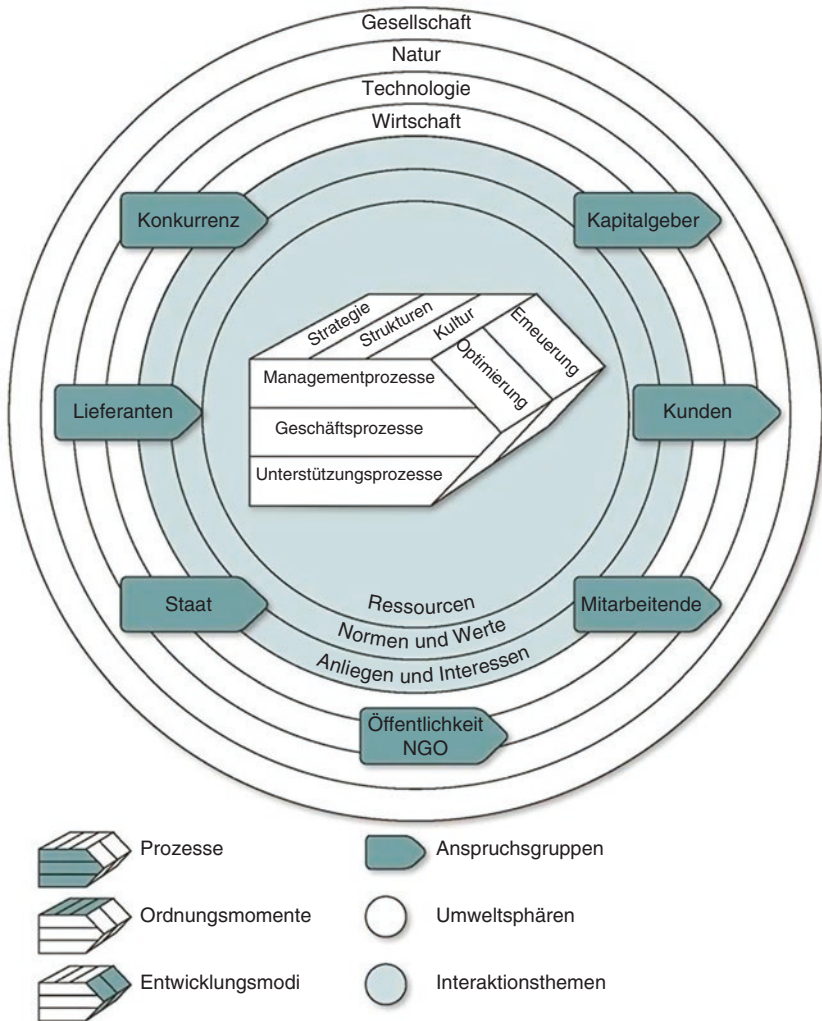 Gesellschaft
Natur
Technologie
Wirtschaft
Konkurrenz
Kapitalgeber
Strategie
Strukturen
Kultur
Erneuerung
Optimierung
Managementprozesse
Lieferanten
Kunden
Geschäftsprozesse
Unterstützungsprozesse
Staat
Mitarbeitende
Ressourcen
Normen und Werte
Anliegen und Interessen
Öffentlichkeit
NGO
Prozesse
Anspruchsgruppen
Ordnungsmomente
Umweltsphären
Entwicklungsmodi
Interaktionsthemen